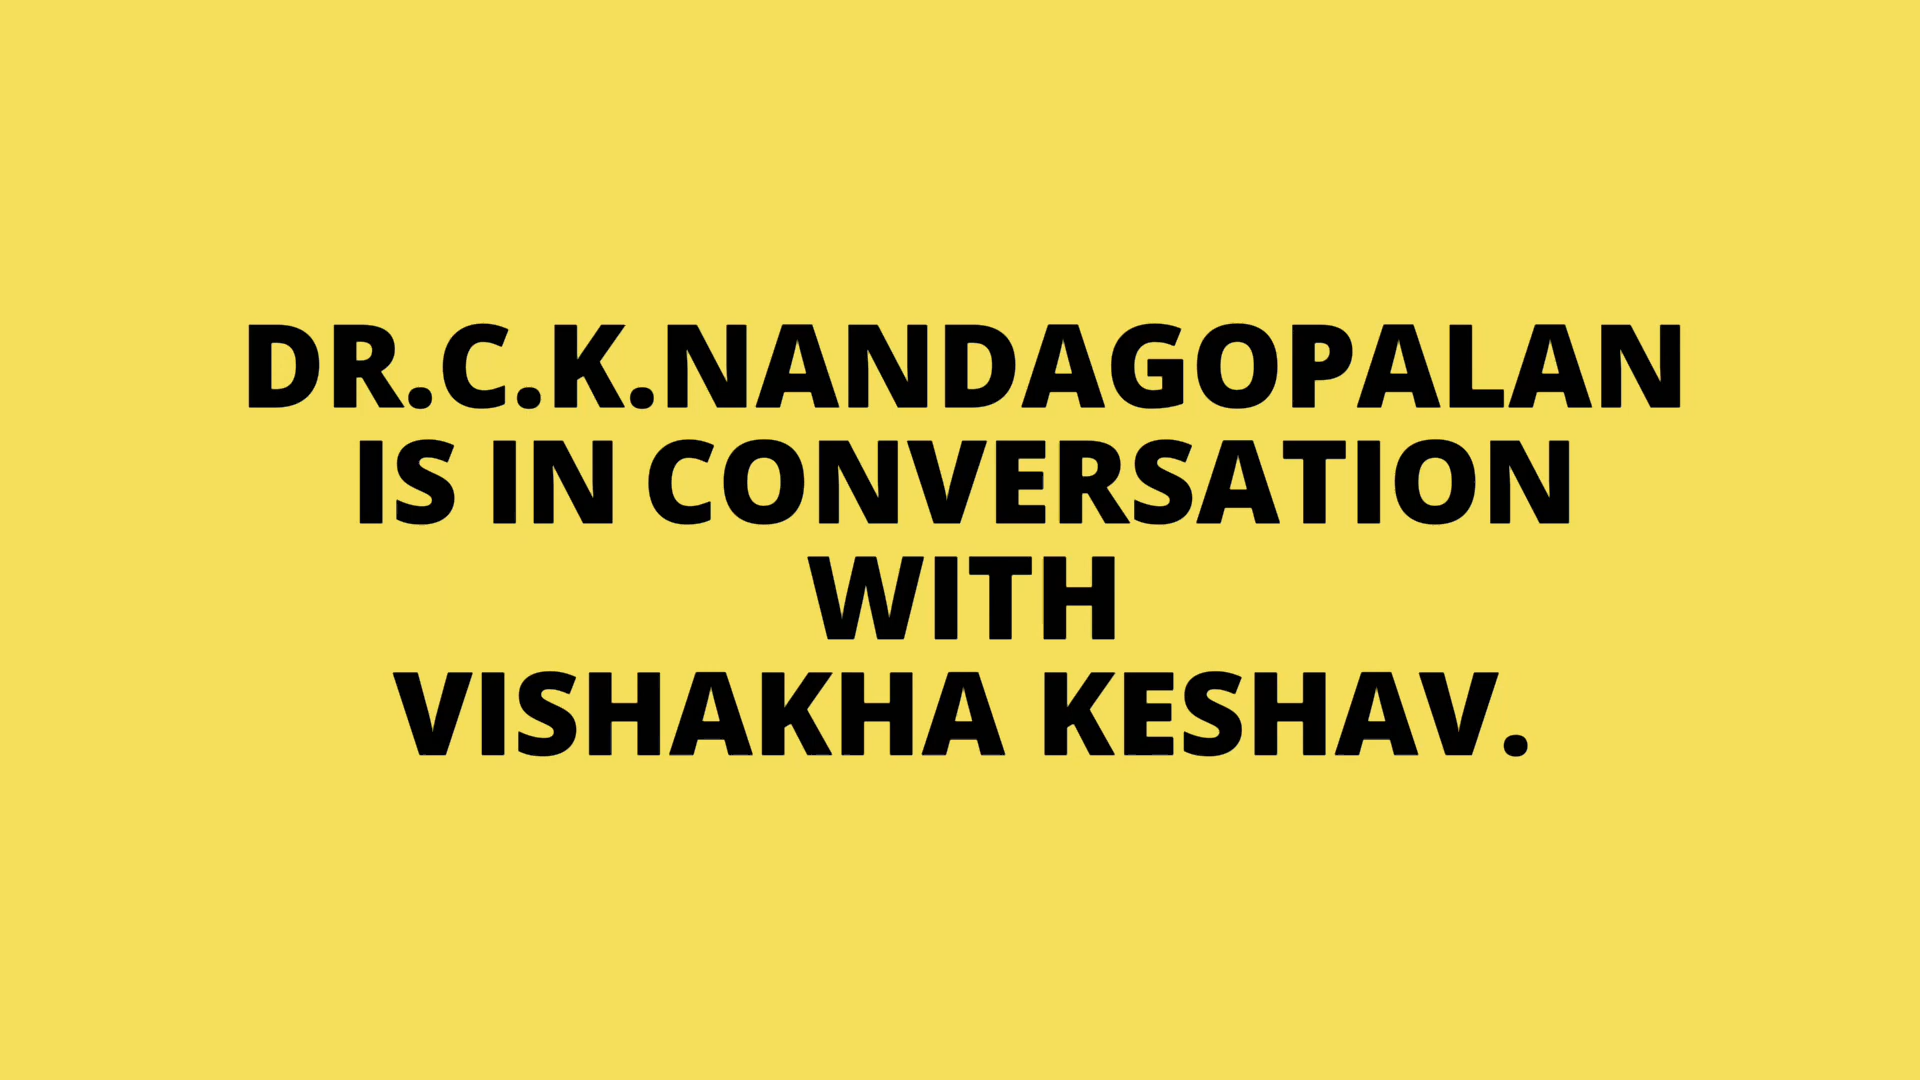 DR.C.K.NANDAGOPALAN
IS IN CONVERSATION
WITH
VISHAKHA KESHAV.